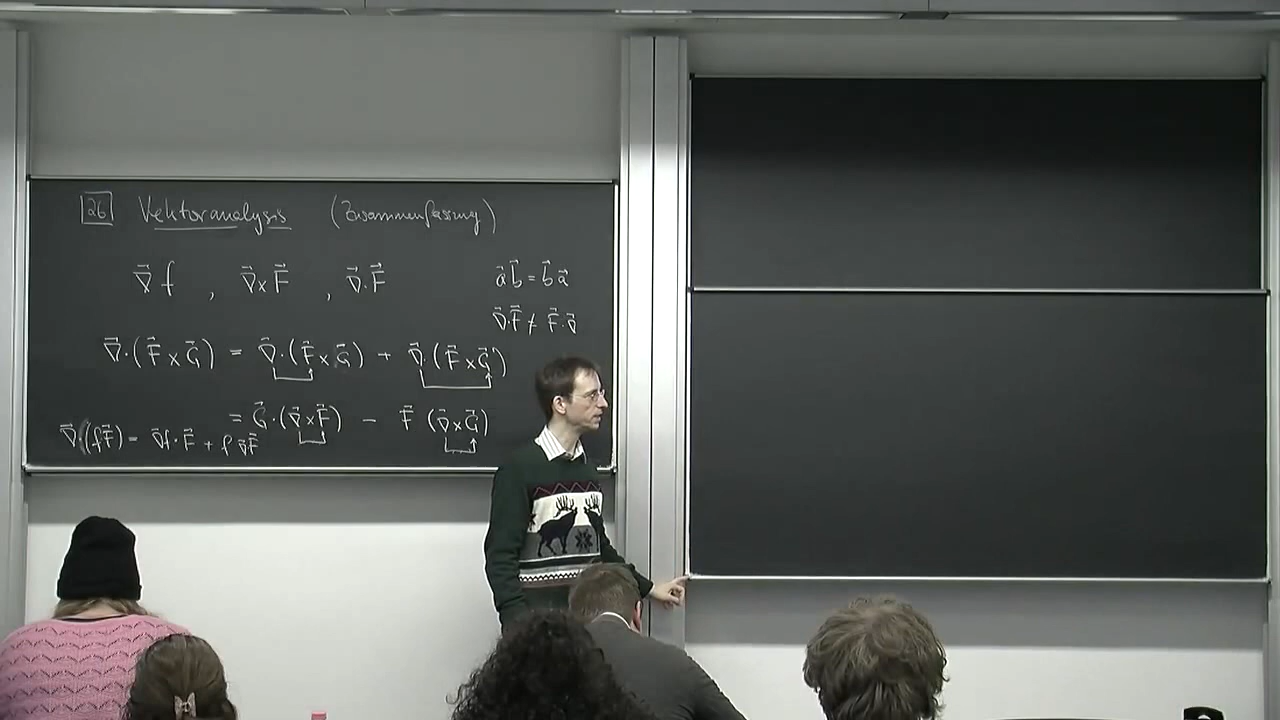 26 Vektoranalysis (Zusammenfassung)
∇⃗f , ∇⃗×F⃗ , ∇⃗·F⃗
a⃗b⃗ = b⃗a⃗
∇⃗·F⃗ ≠ F⃗·∇⃗
∇⃗·(F⃗×G⃗) = ∇⃗·(F⃗×G⃗) + ∇⃗·(F⃗×G⃗)
= G⃗·(∇⃗×F⃗) − F⃗(∇⃗×G⃗)
∇⃗·(fF⃗) = ∇⃗f·F⃗ + f∇⃗F⃗